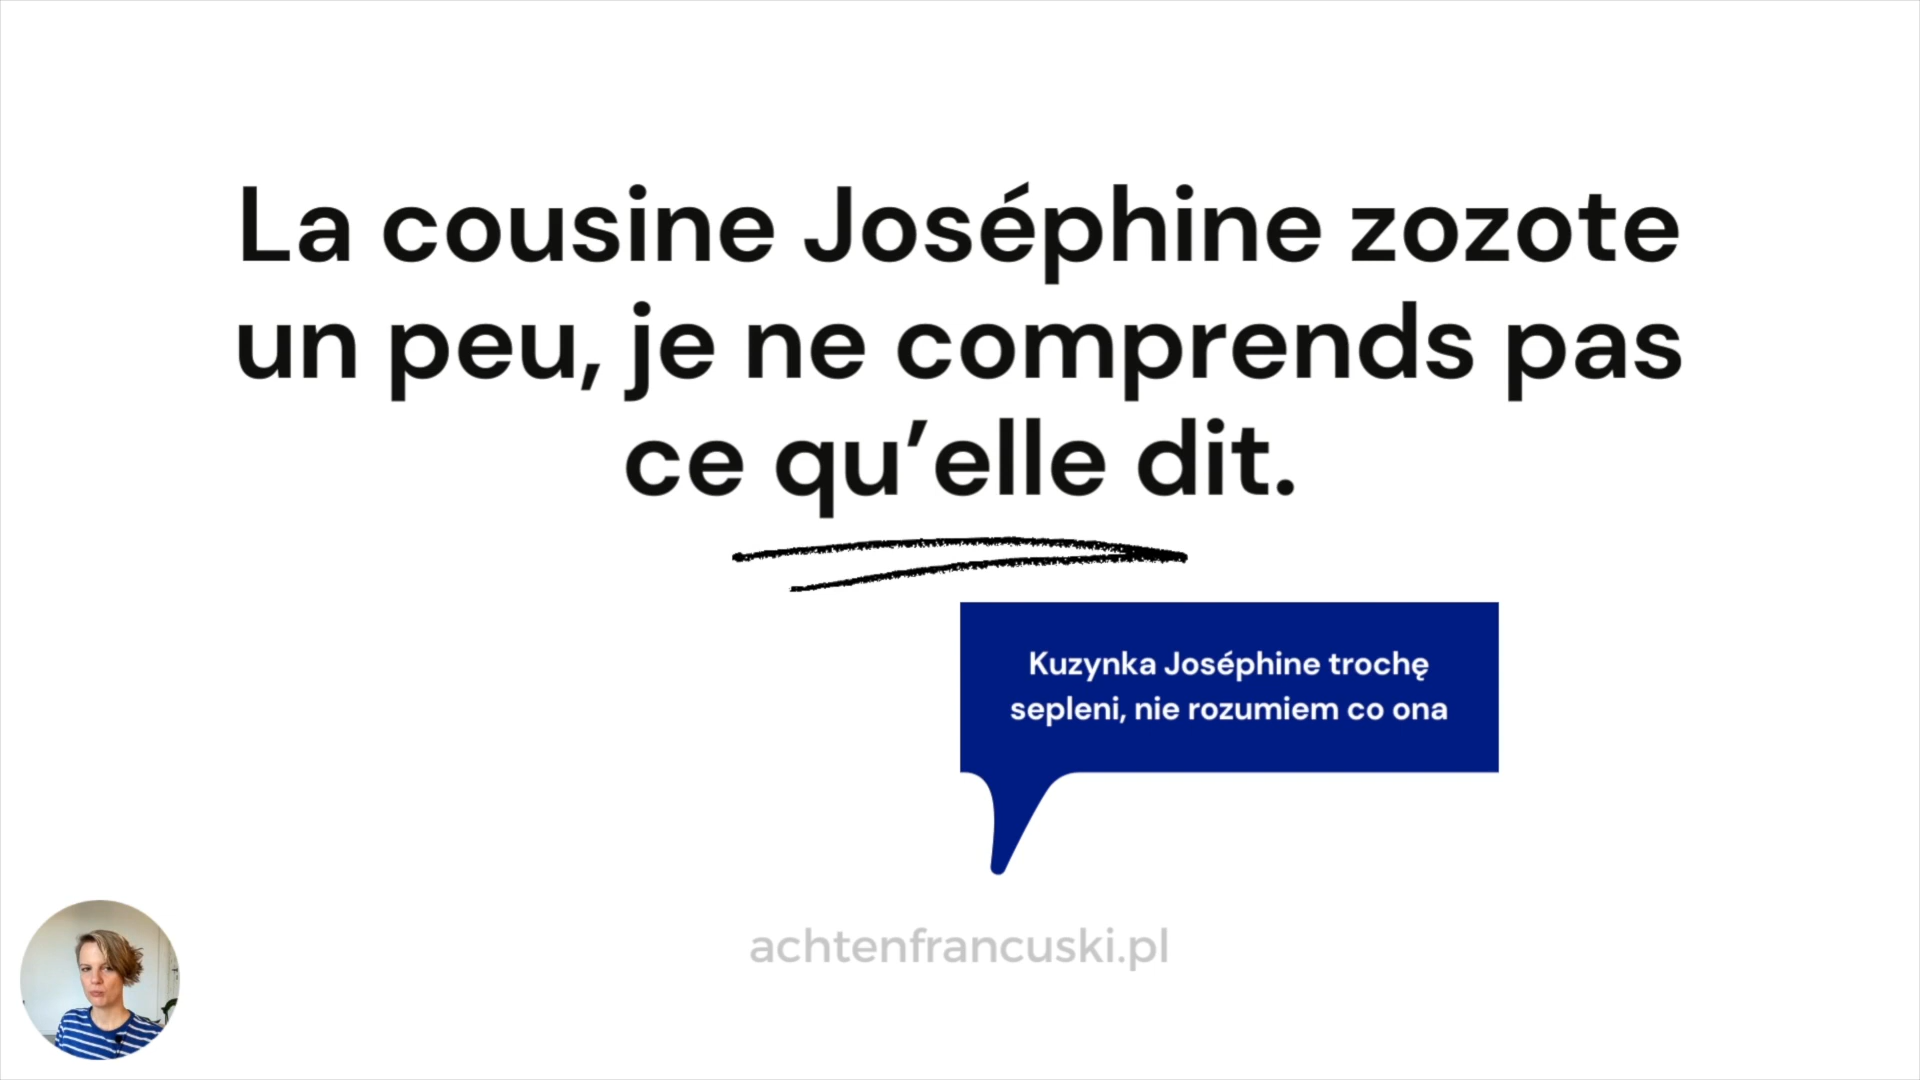 La cousine Joséphine zozote
un peu, je ne comprends pas
ce qu’elle dit.
Kuzynka Joséphine trochę
sepleni, nie rozumiem co ona
achtenfrancuski.pl